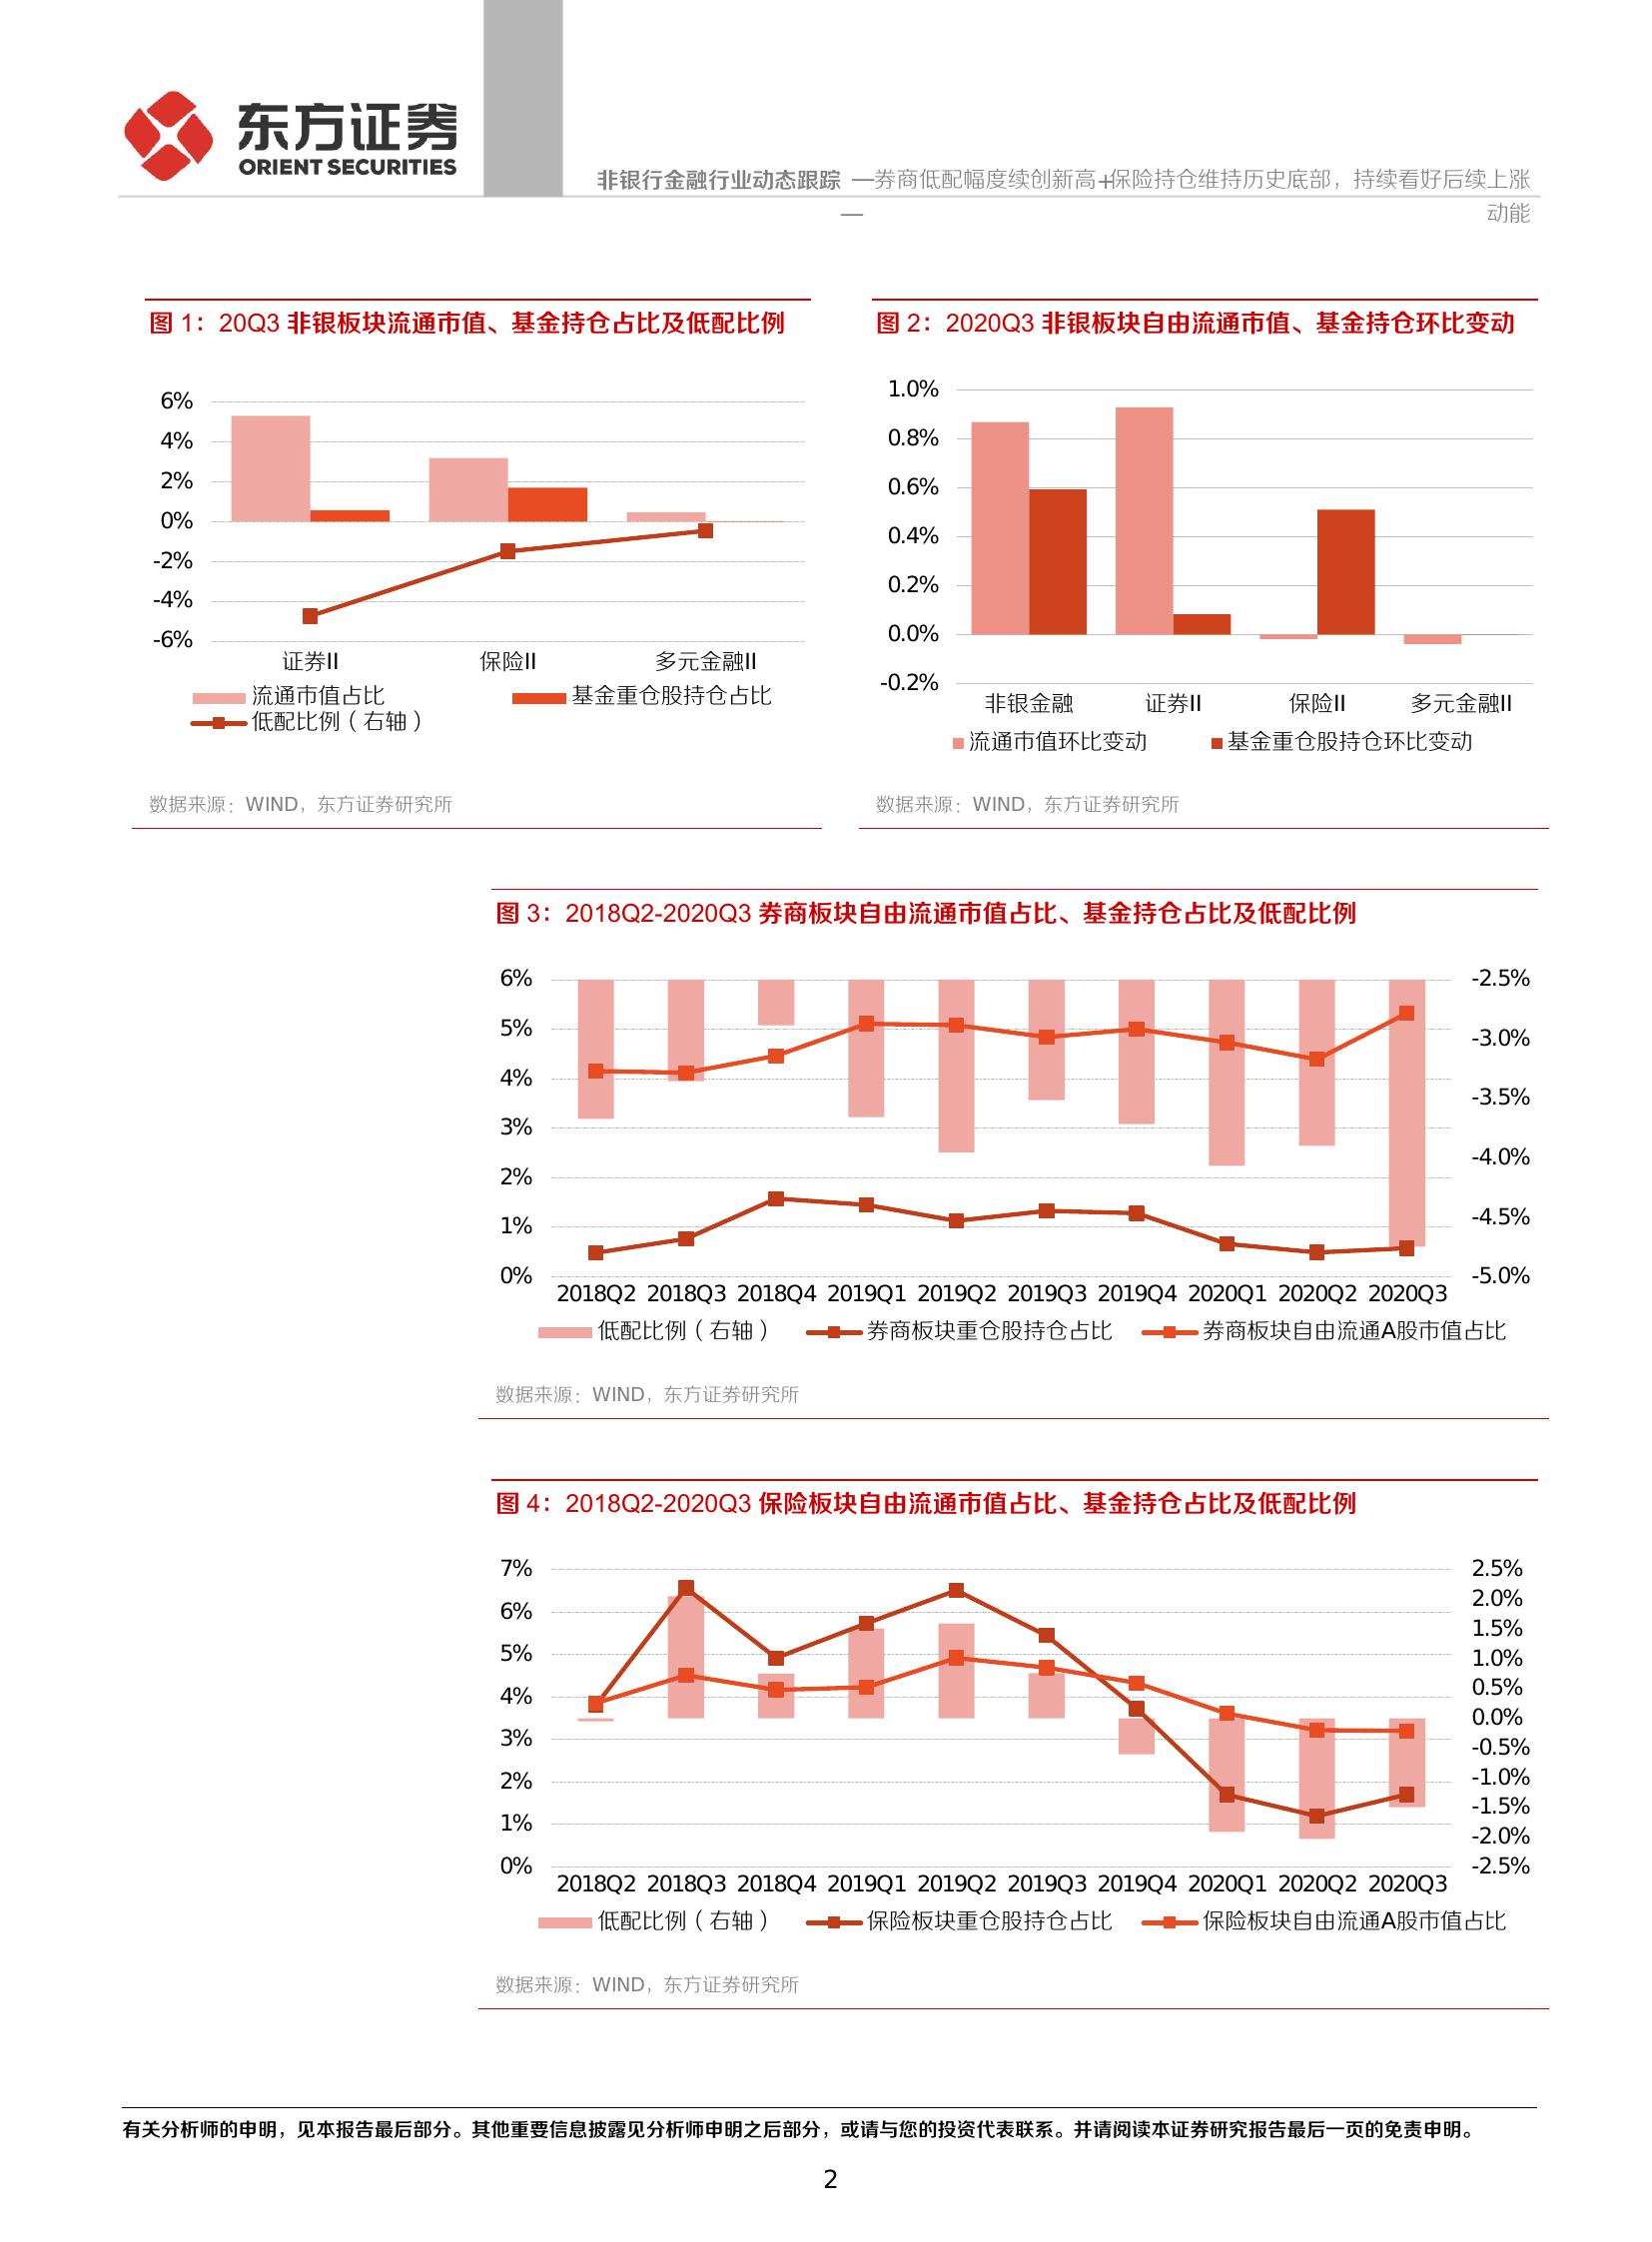 东方证券
ORIENT SECURITIES
非银行金融行业动态跟踪 ——券商低配幅度续创新高+保险持仓维持历史底部，持续看好后续上涨
动能
图 1：20Q3 非银板块流通市值、基金持仓占比及低配比例
6%
4%
2%
0%
-2%
-4%
-6%
证券II 保险II 多元金融II
流通市值占比 基金重仓股持仓占比
低配比例（右轴）
数据来源：WIND，东方证券研究所
图 2：2020Q3 非银板块自由流通市值、基金持仓环比变动
1.0%
0.8%
0.6%
0.4%
0.2%
0.0%
-0.2%
非银金融 证券II 保险II 多元金融II
流通市值环比变动 基金重仓股持仓环比变动
数据来源：WIND，东方证券研究所
图 3：2018Q2-2020Q3 券商板块自由流通市值占比、基金持仓占比及低配比例
6%
5%
4%
3%
2%
1%
0%
-2.5%
-3.0%
-3.5%
-4.0%
-4.5%
-5.0%
2018Q2 2018Q3 2018Q4 2019Q1 2019Q2 2019Q3 2019Q4 2020Q1 2020Q2 2020Q3
低配比例（右轴） 券商板块重仓股持仓占比 券商板块自由流通A股市值占比
数据来源：WIND，东方证券研究所
图 4：2018Q2-2020Q3 保险板块自由流通市值占比、基金持仓占比及低配比例
7%
6%
5%
4%
3%
2%
1%
0%
2.5%
2.0%
1.5%
1.0%
0.5%
0.0%
-0.5%
-1.0%
-1.5%
-2.0%
-2.5%
2018Q2 2018Q3 2018Q4 2019Q1 2019Q2 2019Q3 2019Q4 2020Q1 2020Q2 2020Q3
低配比例（右轴） 保险板块重仓股持仓占比 保险板块自由流通A股市值占比
数据来源：WIND，东方证券研究所
有关分析师的申明，见本报告最后部分。其他重要信息披露见分析师申明之后部分，或请与您的投资代表联系。并请阅读本证券研究报告最后一页的免责申明。
2